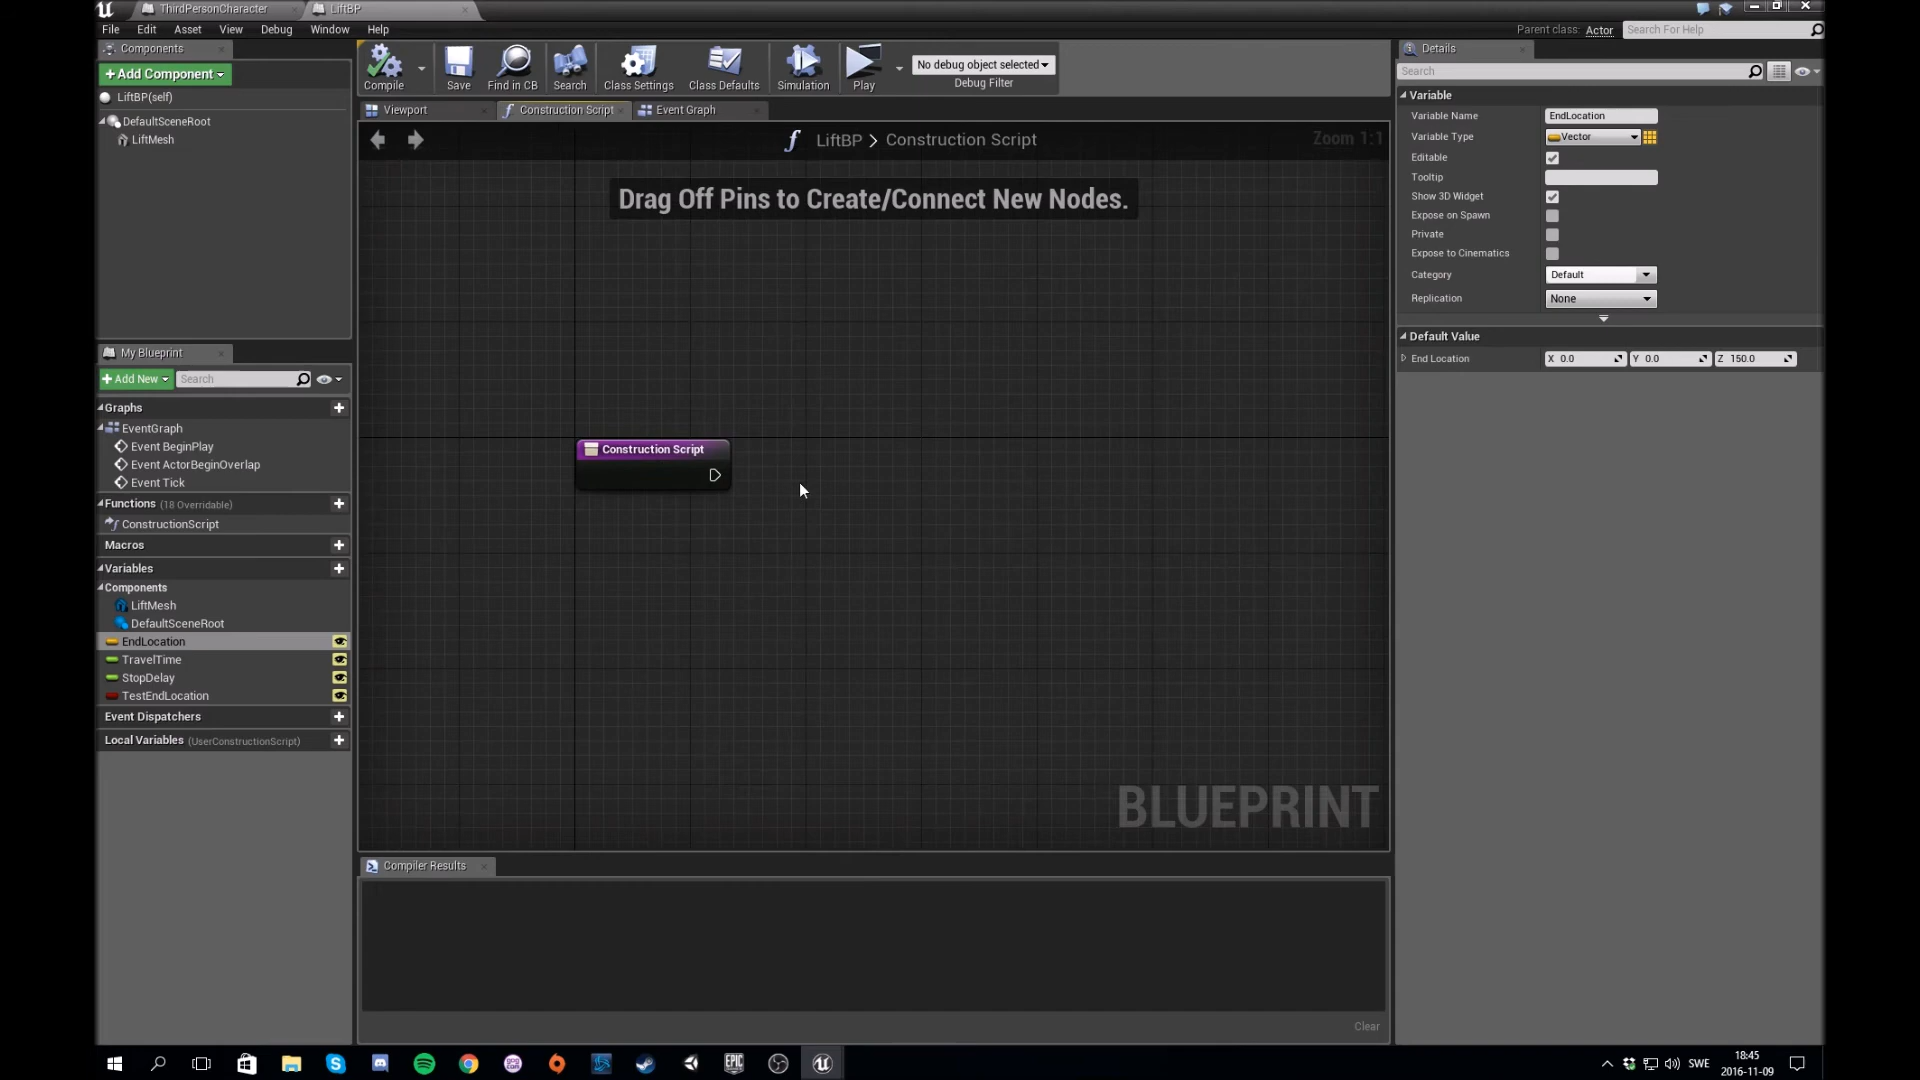 ThirdPersonCharacter
LiftBP
File Edit Asset View Debug Window Help
Parent class: Actor Search For Help
Components
+ Add Component
LiftBP(self)
DefaultSceneRoot
LiftMesh
Compile Save Find in CB Search Class Settings Class Defaults Simulation Play
No debug object selected
Debug Filter
Viewport Construction Script Event Graph
LiftBP > Construction Script
Zoom 1:1
Drag Off Pins to Create/Connect New Nodes.
Construction Script
BLUEPRINT
My Blueprint
+ Add New Search
Graphs
EventGraph
Event BeginPlay
Event ActorBeginOverlap
Event Tick
Functions (18 Overridable)
ConstructionScript
Macros
Variables
Components
LiftMesh
DefaultSceneRoot
EndLocation
TravelTime
StopDelay
TestEndLocation
Event Dispatchers
Local Variables (UserConstructionScript)
Compiler Results
Clear
Details
Search
Variable
Variable Name EndLocation
Variable Type Vector
Editable
Tooltip
Show 3D Widget
Expose on Spawn
Private
Expose to Cinematics
Category Default
Replication None
Default Value
End Location X 0.0 Y 0.0 Z 150.0
EPIC
SWE
18:45
2016-11-09